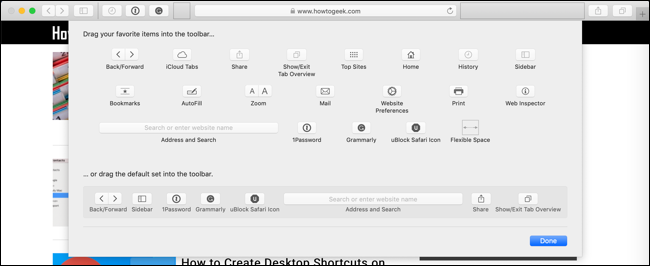 www.howtogeek.com
Ho
Drag your favorite items into the toolbar...
Back/Forward iCloud Tabs Share Show/Exit Tab Overview Top Sites Home History Sidebar
Bookmarks AutoFill A A Zoom Mail Website Preferences Print Web Inspector
Search or enter website name
Address and Search 1Password Grammarly uBlock Safari Icon Flexible Space
... or drag the default set into the toolbar.
Search or enter website name
Back/Forward Sidebar 1Password Grammarly uBlock Safari Icon Address and Search Share Show/Exit Tab Overview
Done
How to Create Desktop Shortcuts on